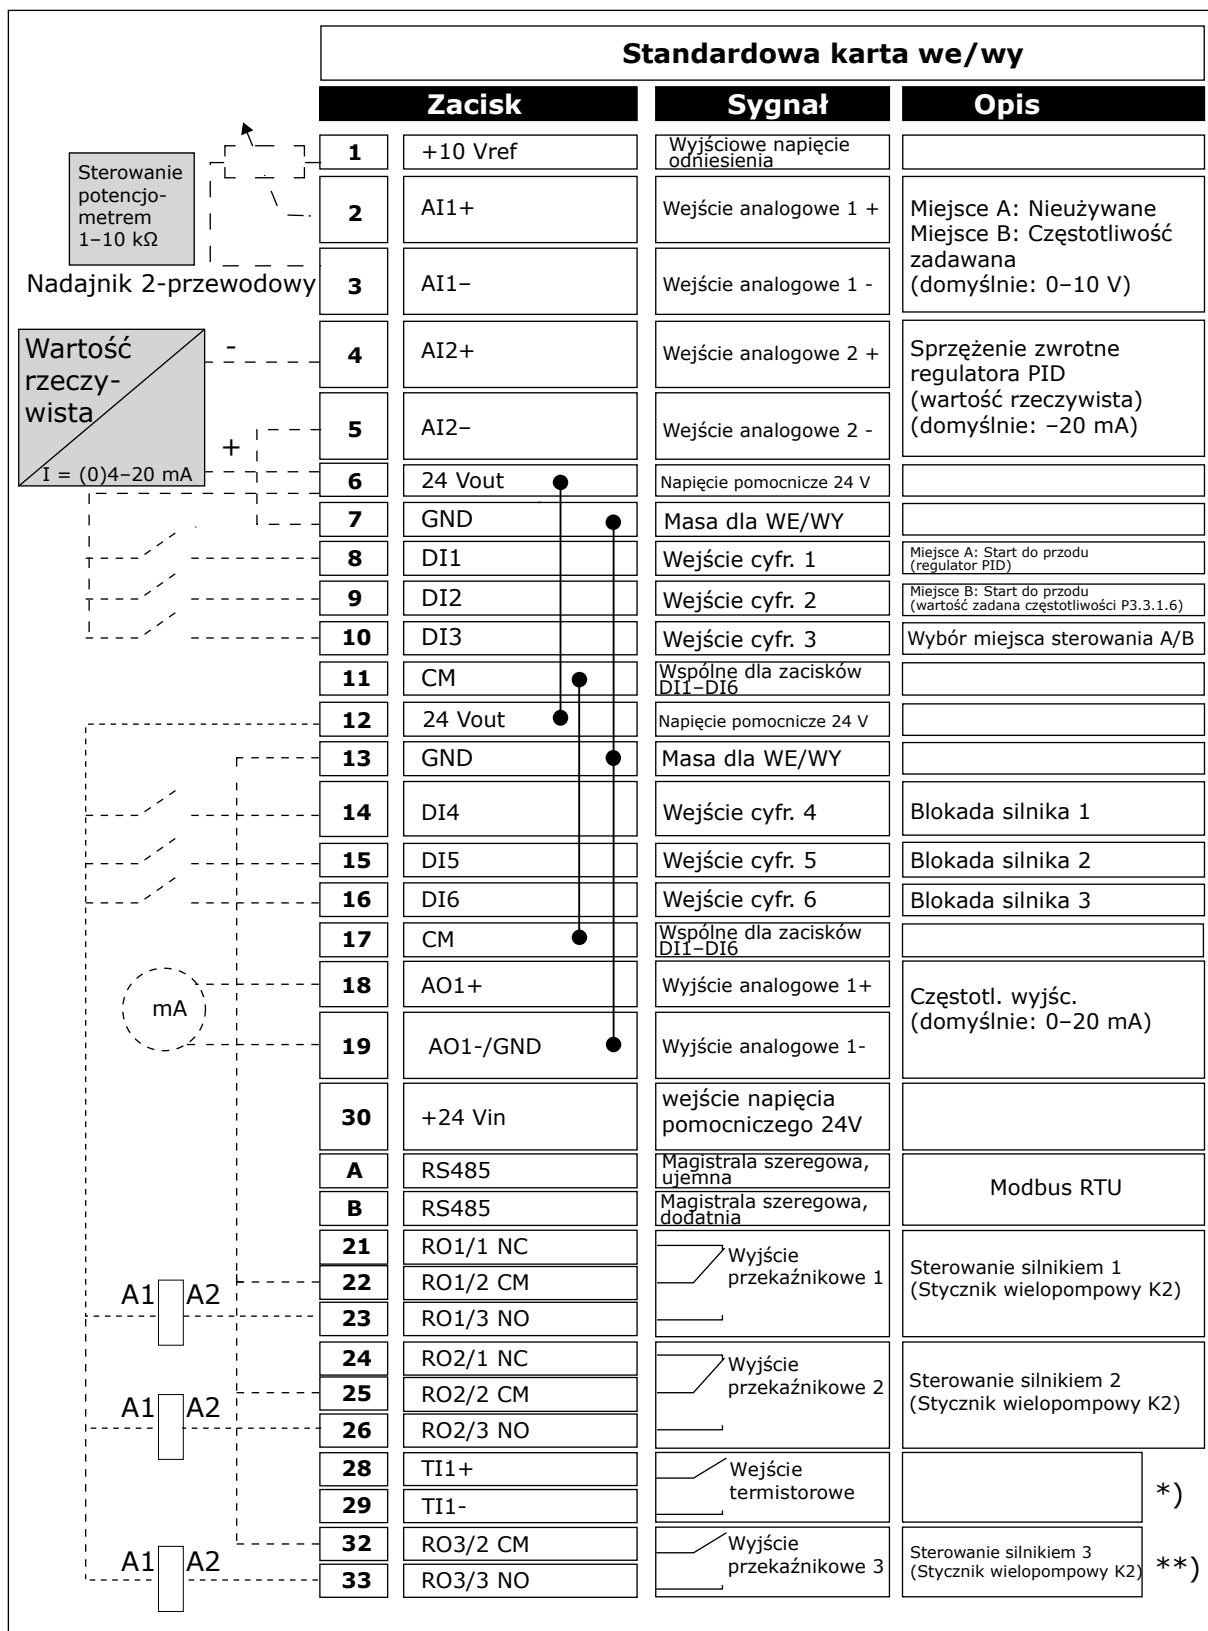 Standardowa karta we/wy
Zacisk Sygnał Opis
Sterowanie
potencjo-
metrem
1–10 kΩ
Nadajnik 2-przewodowy
Wartość
rzeczy-
wista
-
+
I = (0)4–20 mA
1 +10 Vref Wyjściowe napięcie
odniesienia
2 AI1+ Wejście analogowe 1 +
3 AI1– Wejście analogowe 1 -
Miejsce A: Nieużywane
Miejsce B: Częstotliwość
zadawana
(domyślnie: 0–10 V)
4 AI2+ Wejście analogowe 2 +
5 AI2– Wejście analogowe 2 -
Sprzężenie zwrotne
regulatora PID
(wartość rzeczywista)
(domyślnie: –20 mA)
6 24 Vout Napięcie pomocnicze 24 V
7 GND Masa dla WE/WY
8 DI1 Wejście cyfr. 1
Miejsce A: Start do przodu
(regulator PID)
9 DI2 Wejście cyfr. 2
Miejsce B: Start do przodu
(wartość zadana częstotliwości P3.3.1.6)
10 DI3 Wejście cyfr. 3 Wybór miejsca sterowania A/B
11 CM Wspólne dla zacisków
DI1–DI6
12 24 Vout Napięcie pomocnicze 24 V
13 GND Masa dla WE/WY
14 DI4 Wejście cyfr. 4 Blokada silnika 1
15 DI5 Wejście cyfr. 5 Blokada silnika 2
16 DI6 Wejście cyfr. 6 Blokada silnika 3
17 CM Wspólne dla zacisków
DI1–DI6
mA
18 AO1+ Wyjście analogowe 1+
19 AO1-/GND Wyjście analogowe 1-
Częstotl. wyjśc.
(domyślnie: 0–20 mA)
30 +24 Vin wejście napięcia
pomocniczego 24V
A RS485 Magistrala szeregowa,
ujemna
B RS485 Magistrala szeregowa,
dodatnia
Modbus RTU
21 RO1/1 NC
22 RO1/2 CM
23 RO1/3 NO
A1 A2
Wyjście
przekaźnikowe 1
Sterowanie silnikiem 1
(Stycznik wielopompowy K2)
24 RO2/1 NC
25 RO2/2 CM
26 RO2/3 NO
A1 A2
Wyjście
przekaźnikowe 2
Sterowanie silnikiem 2
(Stycznik wielopompowy K2)
28 TI1+
29 TI1-
Wejście
termistorowe
*)
32 RO3/2 CM
33 RO3/3 NO
A1 A2
Wyjście
przekaźnikowe 3
Sterowanie silnikiem 3
(Stycznik wielopompowy K2)
**)